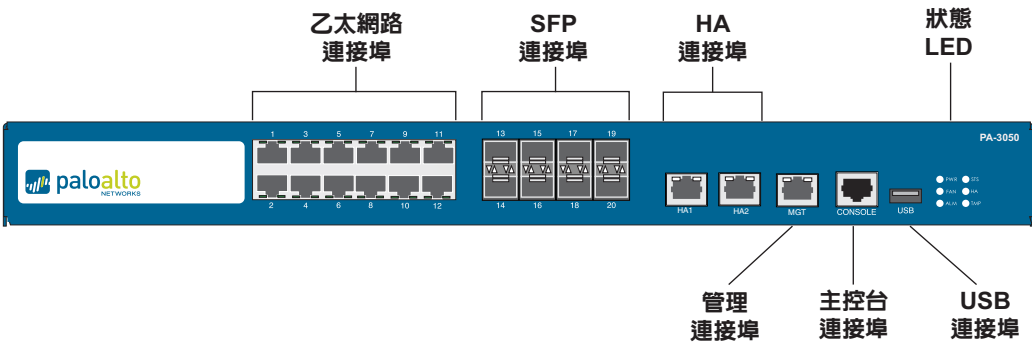 乙太網路
連接埠
SFP
連接埠
HA
連接埠
狀態
LED
PA-3050
1 3 5 7 9 11
13 15 17 19
paloalto
NETWORKS
2 4 6 8 10 12
14 16 18 20
HA1 HA2 MGT CONSOLE USB
PWR STS
FAN HA
ALM TMP
管理
連接埠
主控台
連接埠
USB
連接埠